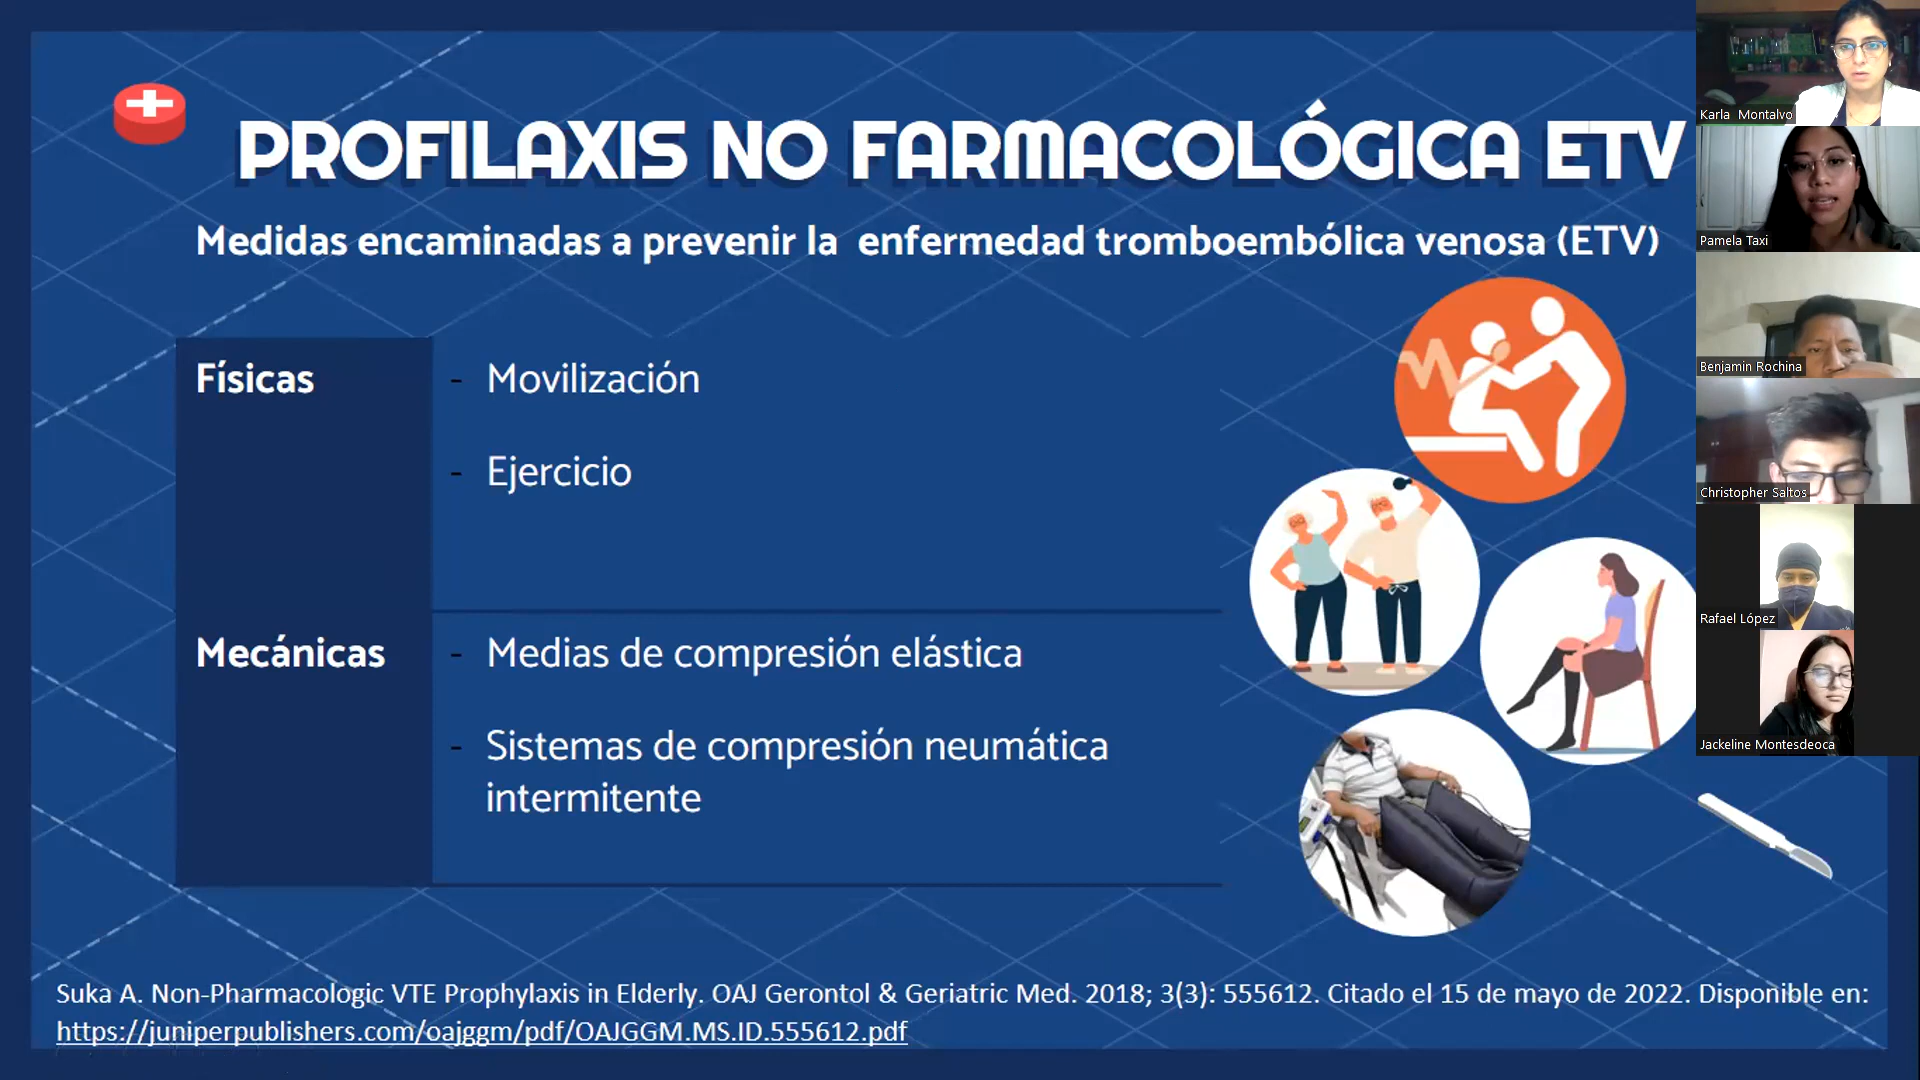 PROFILAXIS NO FARMACOLÓGICA ETV
Medidas encaminadas a prevenir la enfermedad tromboembólica venosa (ETV)
Físicas
- Movilización
- Ejercicio
Mecánicas
- Medias de compresión elástica
- Sistemas de compresión neumática
intermitente
Suka A. Non-Pharmacologic VTE Prophylaxis in Elderly. OAJ Gerontol & Geriatric Med. 2018; 3(3): 555612. Citado el 15 de mayo de 2022. Disponible en:
https://juniperpublishers.com/oajggm/pdf/OAJGGM.MS.ID.555612.pdf
Karla Montalvo
Pamela Taxi
Benjamin Rochina
Christopher Saltos
Rafael López
Jackeline Montesdeoca